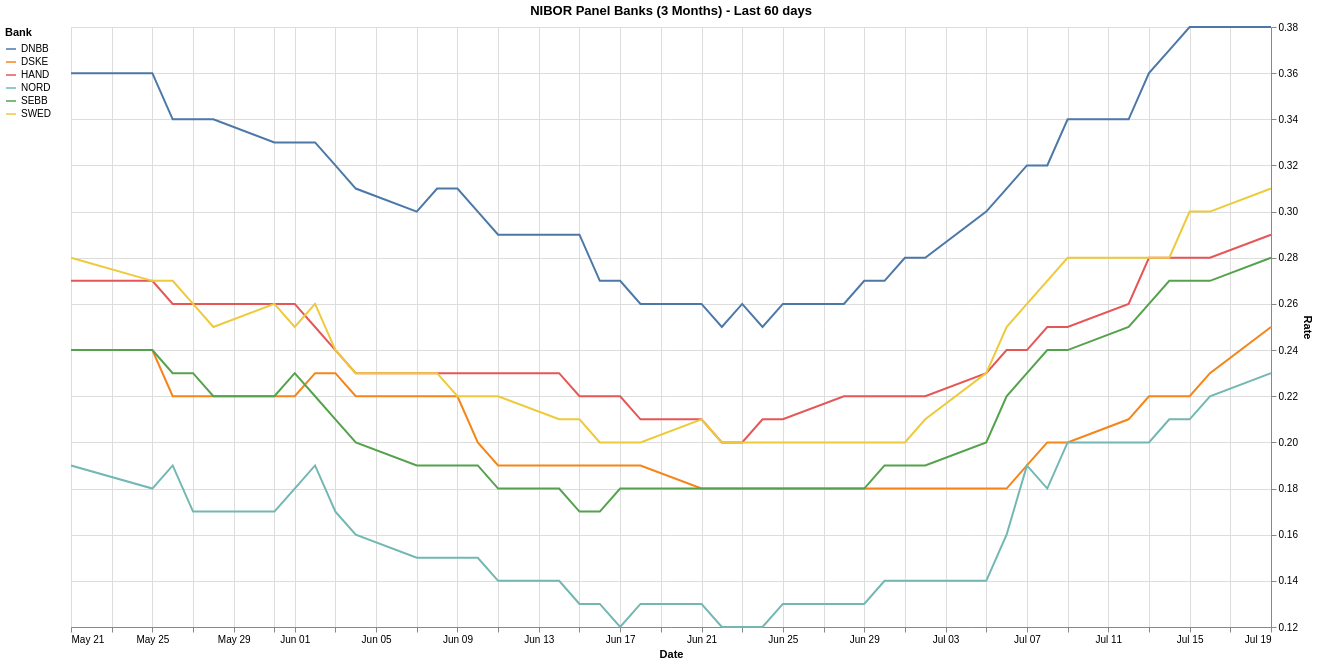 NIBOR Panel Banks (3 Months) - Last 60 days
Bank
DNBB
DSKE
HAND
NORD
SEBB
SWED
0.38
0.36
0.34
0.32
0.30
0.28
0.26
0.24
0.22
0.20
0.18
0.16
0.14
0.12
Rate
May 21 May 25 May 29 Jun 01 Jun 05 Jun 09 Jun 13 Jun 17 Jun 21 Jun 25 Jun 29 Jul 03 Jul 07 Jul 11 Jul 15 Jul 19
Date